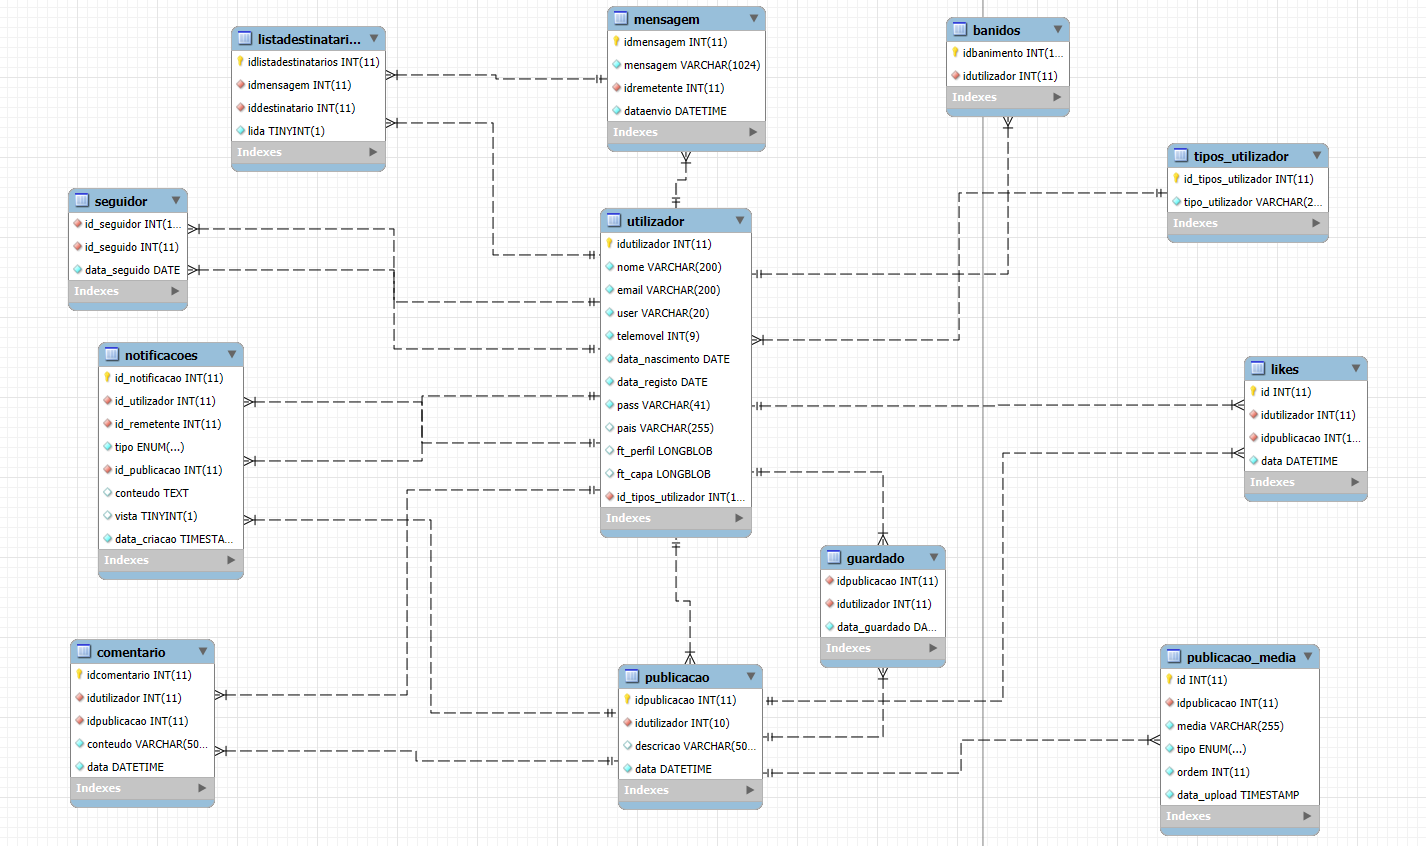 listadestinatari...
idlistadestinatarios INT(11)
idmensagem INT(11)
iddestinatario INT(11)
lida TINYINT(1)
Indexes
mensagem
idmensagem INT(11)
mensagem VARCHAR(1024)
idremetente INT(11)
dataenvio DATETIME
Indexes
banidos
idbanimento INT(1...
idutilizador INT(11)
Indexes
tipos_utilizador
id_tipos_utilizador INT(11)
tipo_utilizador VARCHAR(2...
Indexes
seguidor
id_seguidor INT(1...
id_seguido INT(11)
data_seguido DATE
Indexes
utilizador
idutilizador INT(11)
nome VARCHAR(200)
email VARCHAR(200)
user VARCHAR(20)
telemovel INT(9)
data_nascimento DATE
data_registo DATE
pass VARCHAR(41)
pais VARCHAR(255)
ft_perfil LONGBLOB
ft_capa LONGBLOB
id_tipos_utilizador INT(1...
Indexes
notificacoes
id_notificacao INT(11)
id_utilizador INT(11)
id_remetente INT(11)
tipo ENUM(...)
id_publicacao INT(11)
conteudo TEXT
vista TINYINT(1)
data_criacao TIMESTA...
Indexes
likes
id INT(11)
idutilizador INT(11)
idpublicacao INT(1...
data DATETIME
Indexes
guardado
idpublicacao INT(11)
idutilizador INT(11)
data_guardado DA...
Indexes
comentario
idcomentario INT(11)
idutilizador INT(11)
idpublicacao INT(11)
conteudo VARCHAR(50...
data DATETIME
Indexes
publicacao
idpublicacao INT(11)
idutilizador INT(10)
descricao VARCHAR(50...
data DATETIME
Indexes
publicacao_media
id INT(11)
idpublicacao INT(11)
media VARCHAR(255)
tipo ENUM(...)
ordem INT(11)
data_upload TIMESTAMP
Indexes